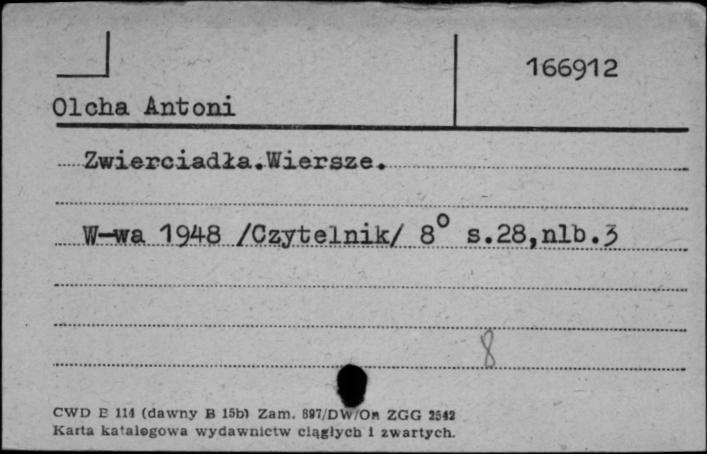 166912
Olcha Antoni
Zwierciadła.Wiersze.
W-wa 1948 /Czytelnik/ 8° s.28,nlb.3
8
CWD E 114 (dawny B 15b) Zam. 897/DW/On ZGG 2542
Karta katalogowa wydawnictw ciągłych i zwartych.